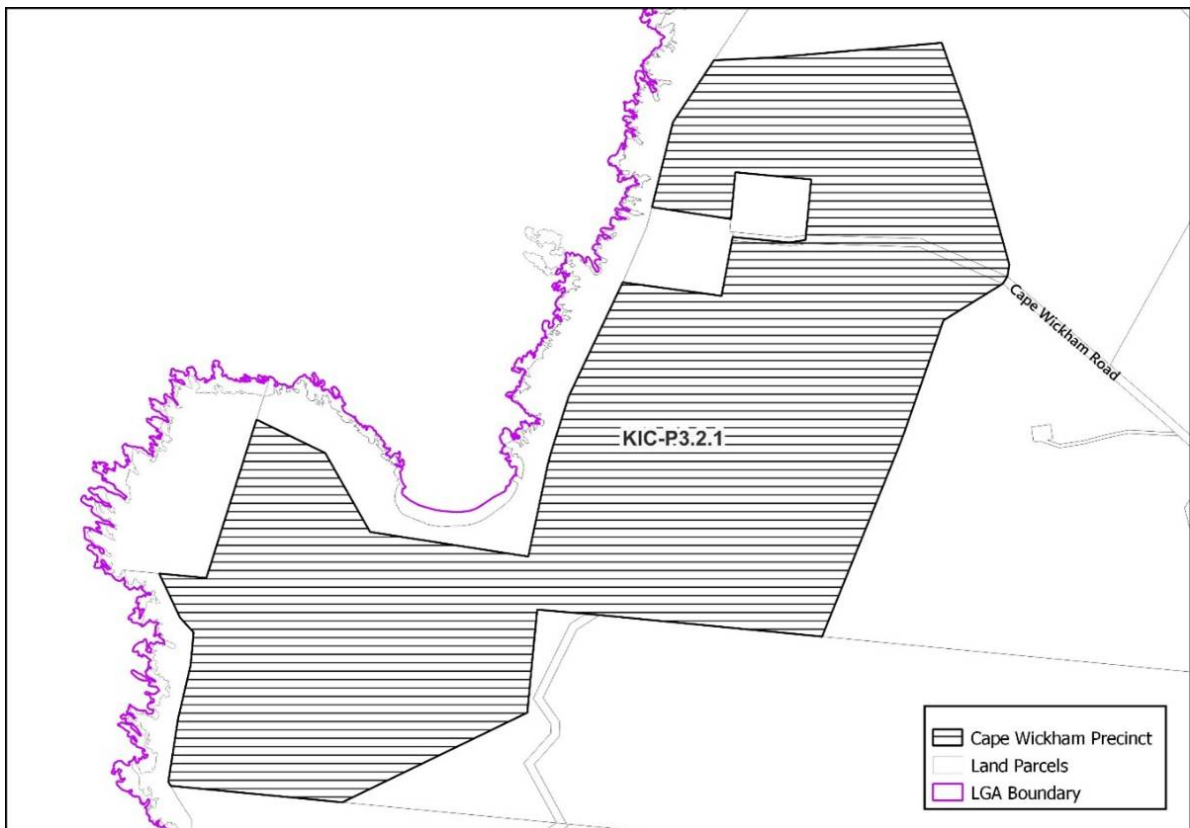 Cape Wickham Road
KIC-P3.2.1
Cape Wickham Precinct
Land Parcels
LGA Boundary